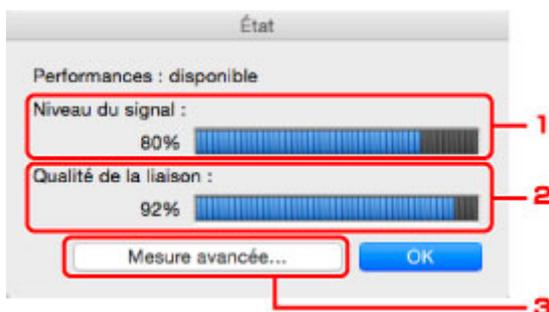 État
Performances : disponible
Niveau du signal :
80%
1
Qualité de la liaison :
92%
2
Mesure avancée...
OK
3